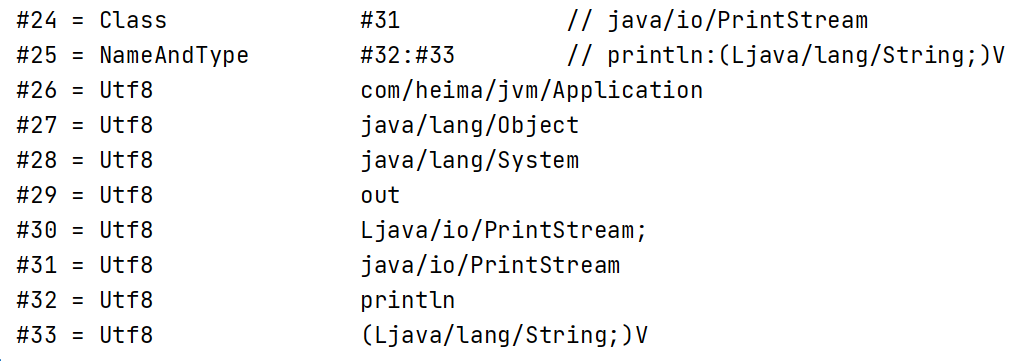 #24 = Class              #31            // java/io/PrintStream
#25 = NameAndType        #32:#33        // println:(Ljava/lang/String;)V
#26 = Utf8               com/heima/jvm/Application
#27 = Utf8               java/lang/Object
#28 = Utf8               java/lang/System
#29 = Utf8               out
#30 = Utf8               Ljava/io/PrintStream;
#31 = Utf8               java/io/PrintStream
#32 = Utf8               println
#33 = Utf8               (Ljava/lang/String;)V